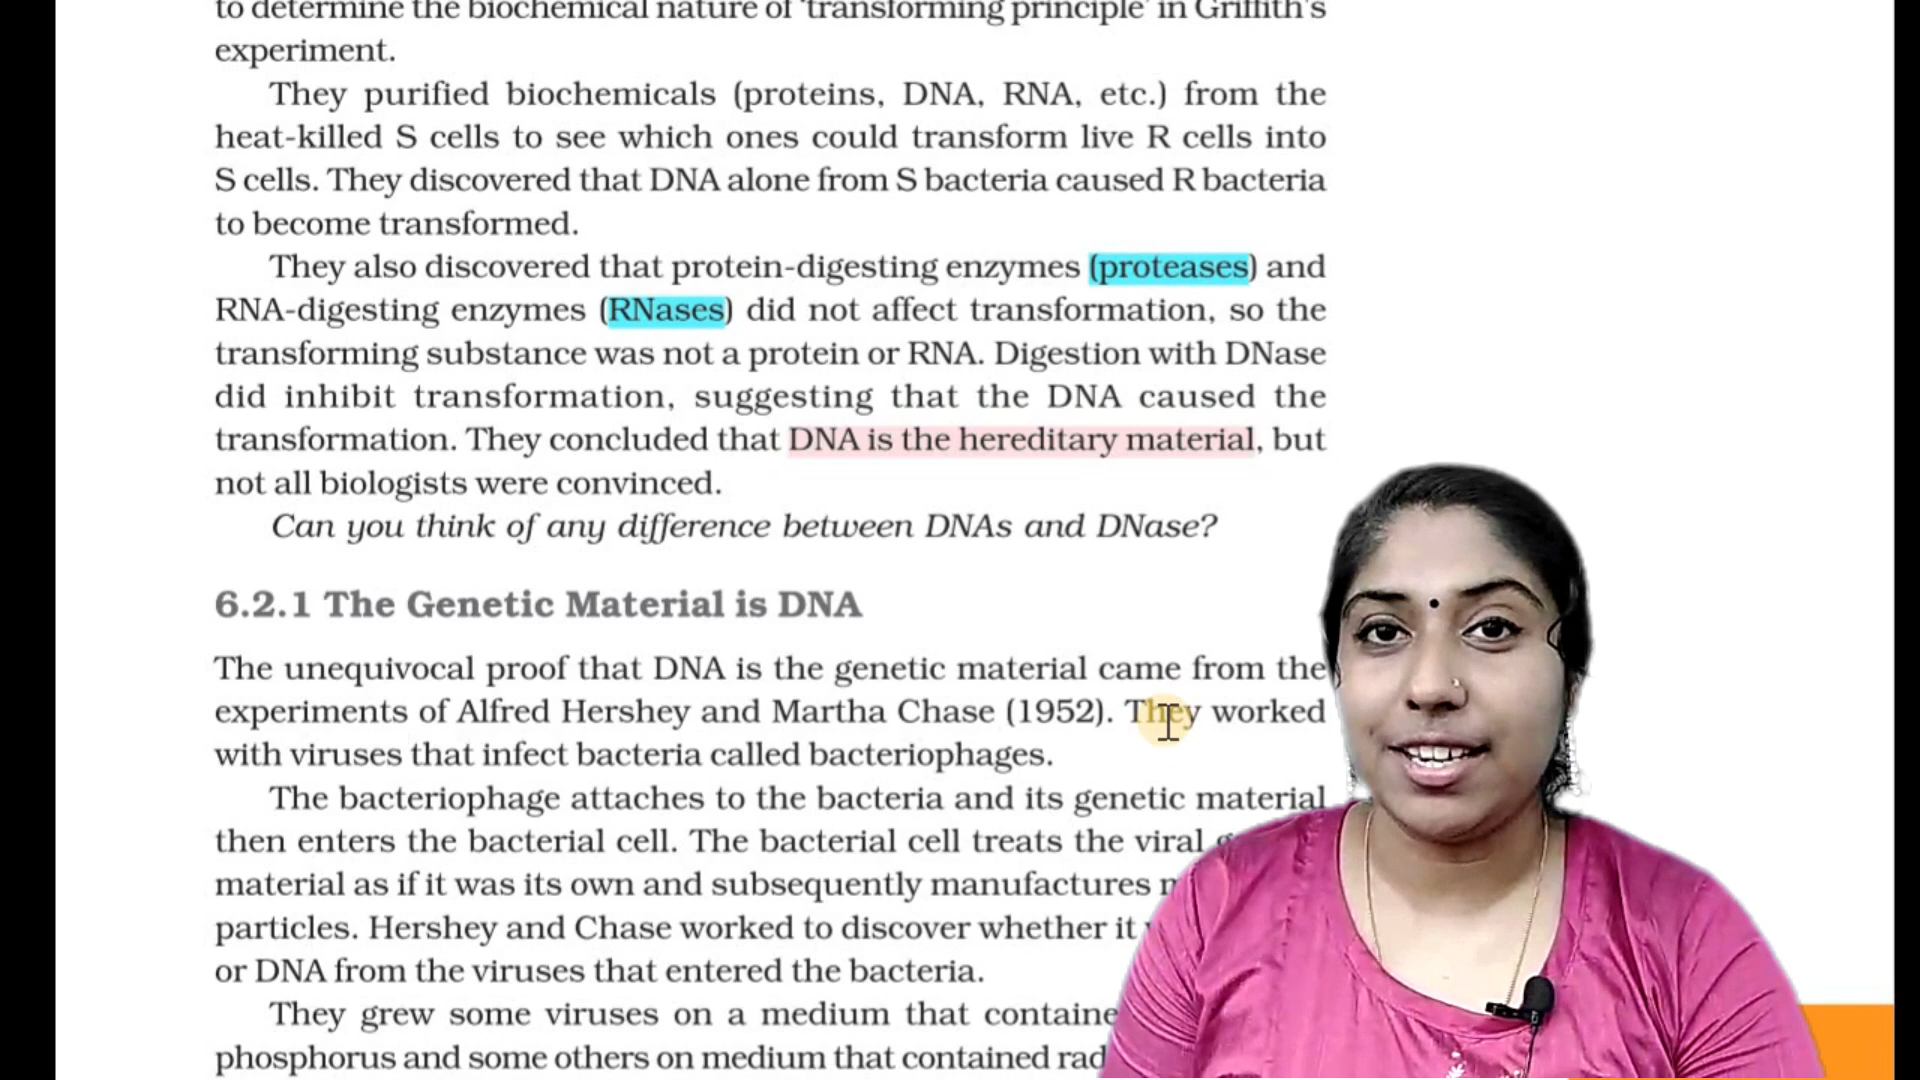 to determine the biochemical nature of 'transforming principle' in Griffith's
experiment.
They purified biochemicals (proteins, DNA, RNA, etc.) from the
heat-killed S cells to see which ones could transform live R cells into
S cells. They discovered that DNA alone from S bacteria caused R bacteria
to become transformed.
They also discovered that protein-digesting enzymes (proteases) and
RNA-digesting enzymes (RNases) did not affect transformation, so the
transforming substance was not a protein or RNA. Digestion with DNase
did inhibit transformation, suggesting that the DNA caused the
transformation. They concluded that DNA is the hereditary material, but
not all biologists were convinced.
Can you think of any difference between DNAs and DNase?
6.2.1 The Genetic Material is DNA
The unequivocal proof that DNA is the genetic material came from the
experiments of Alfred Hershey and Martha Chase (1952). They worked
with viruses that infect bacteria called bacteriophages.
The bacteriophage attaches to the bacteria and its genetic material
then enters the bacterial cell. The bacterial cell treats the viral
material as if it was its own and subsequently manufactures
particles. Hershey and Chase worked to discover whether it
or DNA from the viruses that entered the bacteria.
They grew some viruses on a medium that
phosphorus and some others on medium that contained